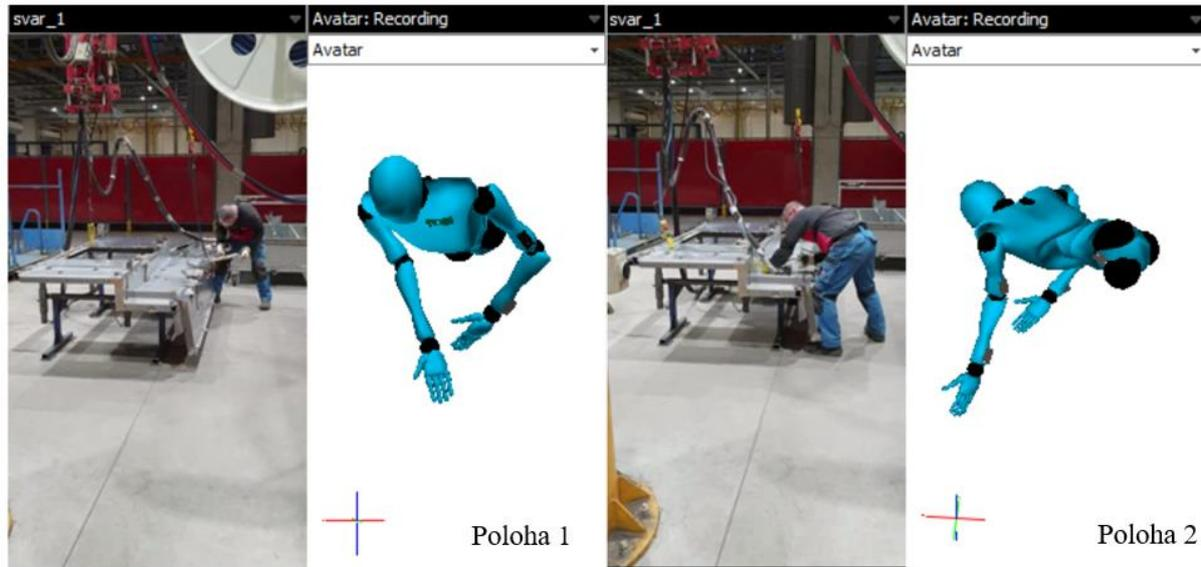 svar_1
Avatar: Recording
Avatar
Poloha 1
svar_1
Avatar: Recording
Avatar
Poloha 2